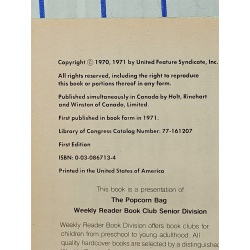 Copyright © 1970, 1971 by United Feature Syndicate, Inc.
All rights reserved, including the right to reproduce
this book or portions thereof in any form.
Published simultaneously in Canada by Holt, Rinehart
and Winston of Canada, Limited.
First published in book form in 1971.
Library of Congress Catalog Number: 77-161207
First Edition
ISBN: 0-03-086713-4
Printed in the United States of America
This book is a presentation of
The Popcorn Bag
Weekly Reader Book Club Senior Division
Weekly Reader Book Division offers book clubs for
children from preschool to young adulthood. All
quality hardcover books are selected by a distinguished